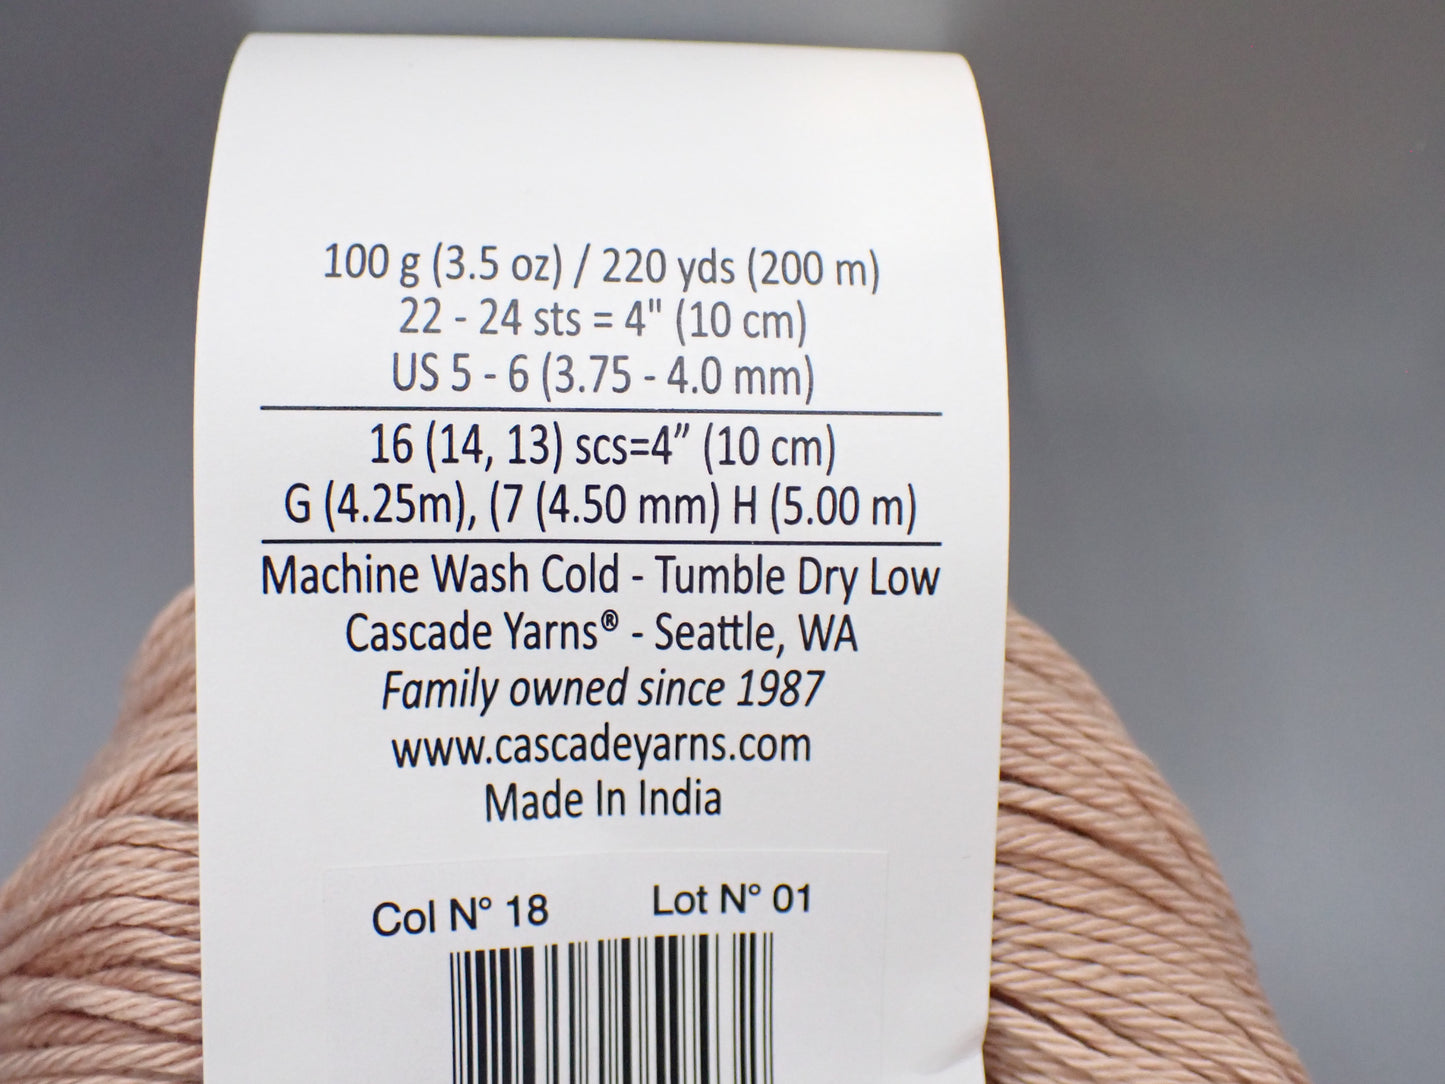 100 g (3.5 oz) / 220 yds (200 m)
22 - 24 sts = 4" (10 cm)
US 5 - 6 (3.75 - 4.0 mm)
16 (14, 13) scs=4” (10 cm)
G (4.25m), (7 (4.50 mm) H (5.00 m)
Machine Wash Cold - Tumble Dry Low
Cascade Yarns® - Seattle, WA
Family owned since 1987
www.cascadeyarns.com
Made In India
Col N° 18 Lot N° 01